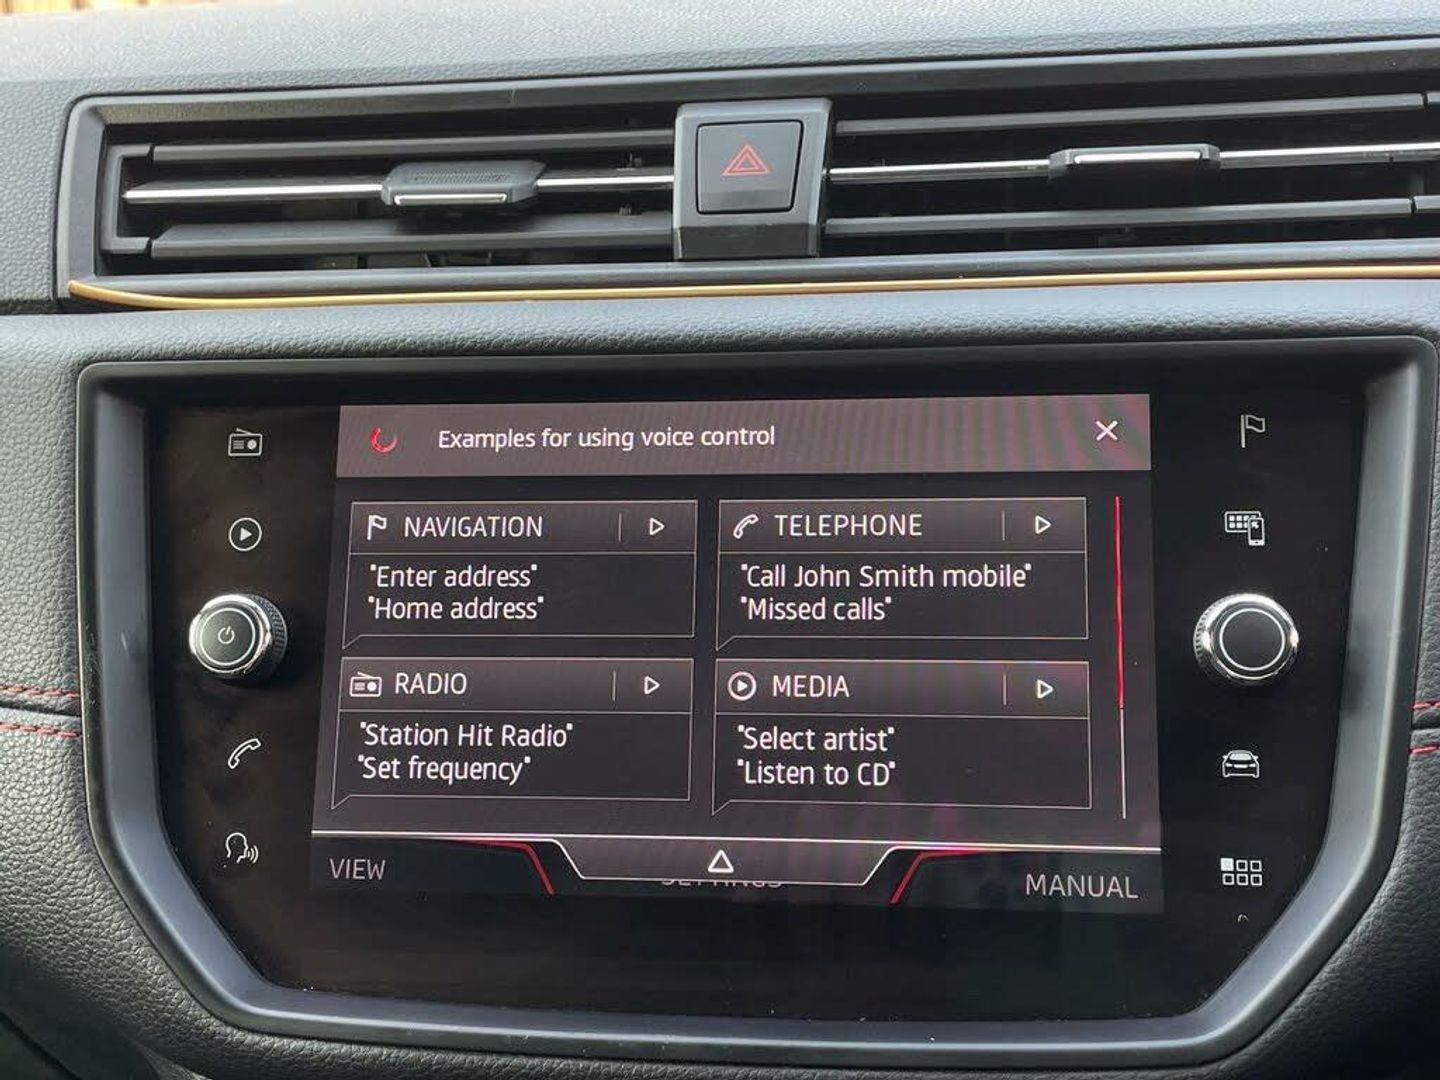 Examples for using voice control
NAVIGATION
"Enter address"
"Home address"
TELEPHONE
"Call John Smith mobile"
"Missed calls"
RADIO
"Station Hit Radio"
"Set frequency"
MEDIA
"Select artist"
"Listen to CD"
VIEW
SETTINGS
MANUAL